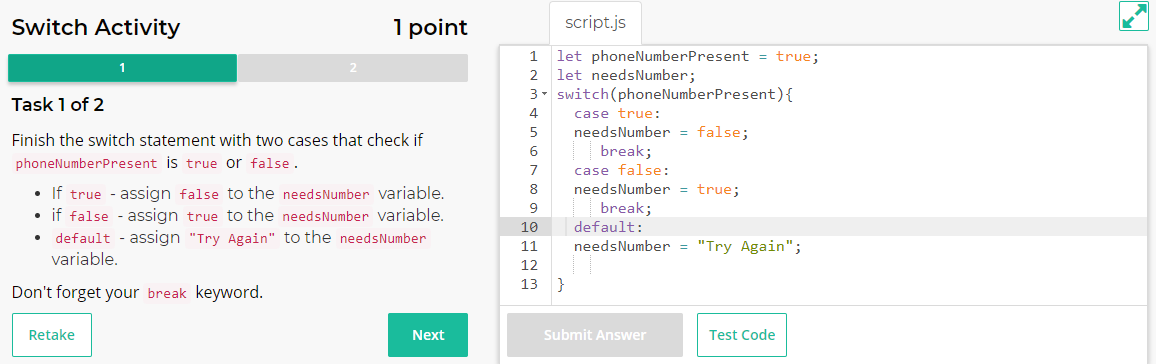 Switch Activity 1 point
1 2
Task 1 of 2
Finish the switch statement with two cases that check if
phoneNumberPresent is true or false.
• If true - assign false to the needsNumber variable.
• if false - assign true to the needsNumber variable.
• default - assign "Try Again" to the needsNumber
variable.
Don't forget your break keyword.
Retake Next
script.js
1 let phoneNumberPresent = true;
2 let needsNumber;
3 switch(phoneNumberPresent){
4 case true:
5 needsNumber = false;
6 break;
7 case false:
8 needsNumber = true;
9 break;
10 default:
11 needsNumber = "Try Again";
12
13 }
Submit Answer Test Code